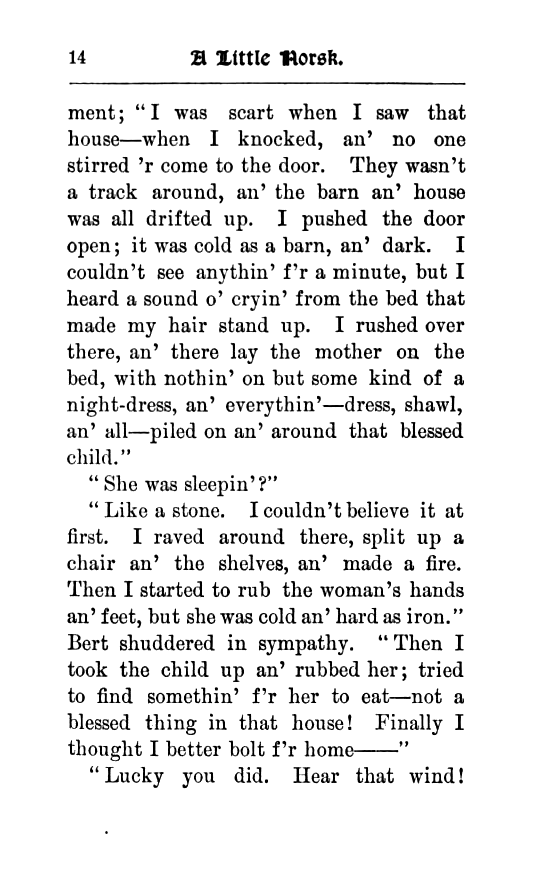 14 A Little Norsk.
ment; "I was scart when I saw that
house—when I knocked, an' no one
stirred 'r come to the door. They wasn't
a track around, an' the barn an' house
was all drifted up. I pushed the door
open; it was cold as a barn, an' dark. I
couldn't see anythin' f'r a minute, but I
heard a sound o' cryin' from the bed that
made my hair stand up. I rushed over
there, an' there lay the mother on the
bed, with nothin' on but some kind of a
night-dress, an' everythin'—dress, shawl,
an' all—piled on an' around that blessed
child."
"She was sleepin'?"
"Like a stone. I couldn't believe it at
first. I raved around there, split up a
chair an' the shelves, an' made a fire.
Then I started to rub the woman's hands
an' feet, but she was cold an' hard as iron."
Bert shuddered in sympathy. "Then I
took the child up an' rubbed her; tried
to find somethin' f'r her to eat—not a
blessed thing in that house! Finally I
thought I better bolt f'r home——"
"Lucky you did. Hear that wind!